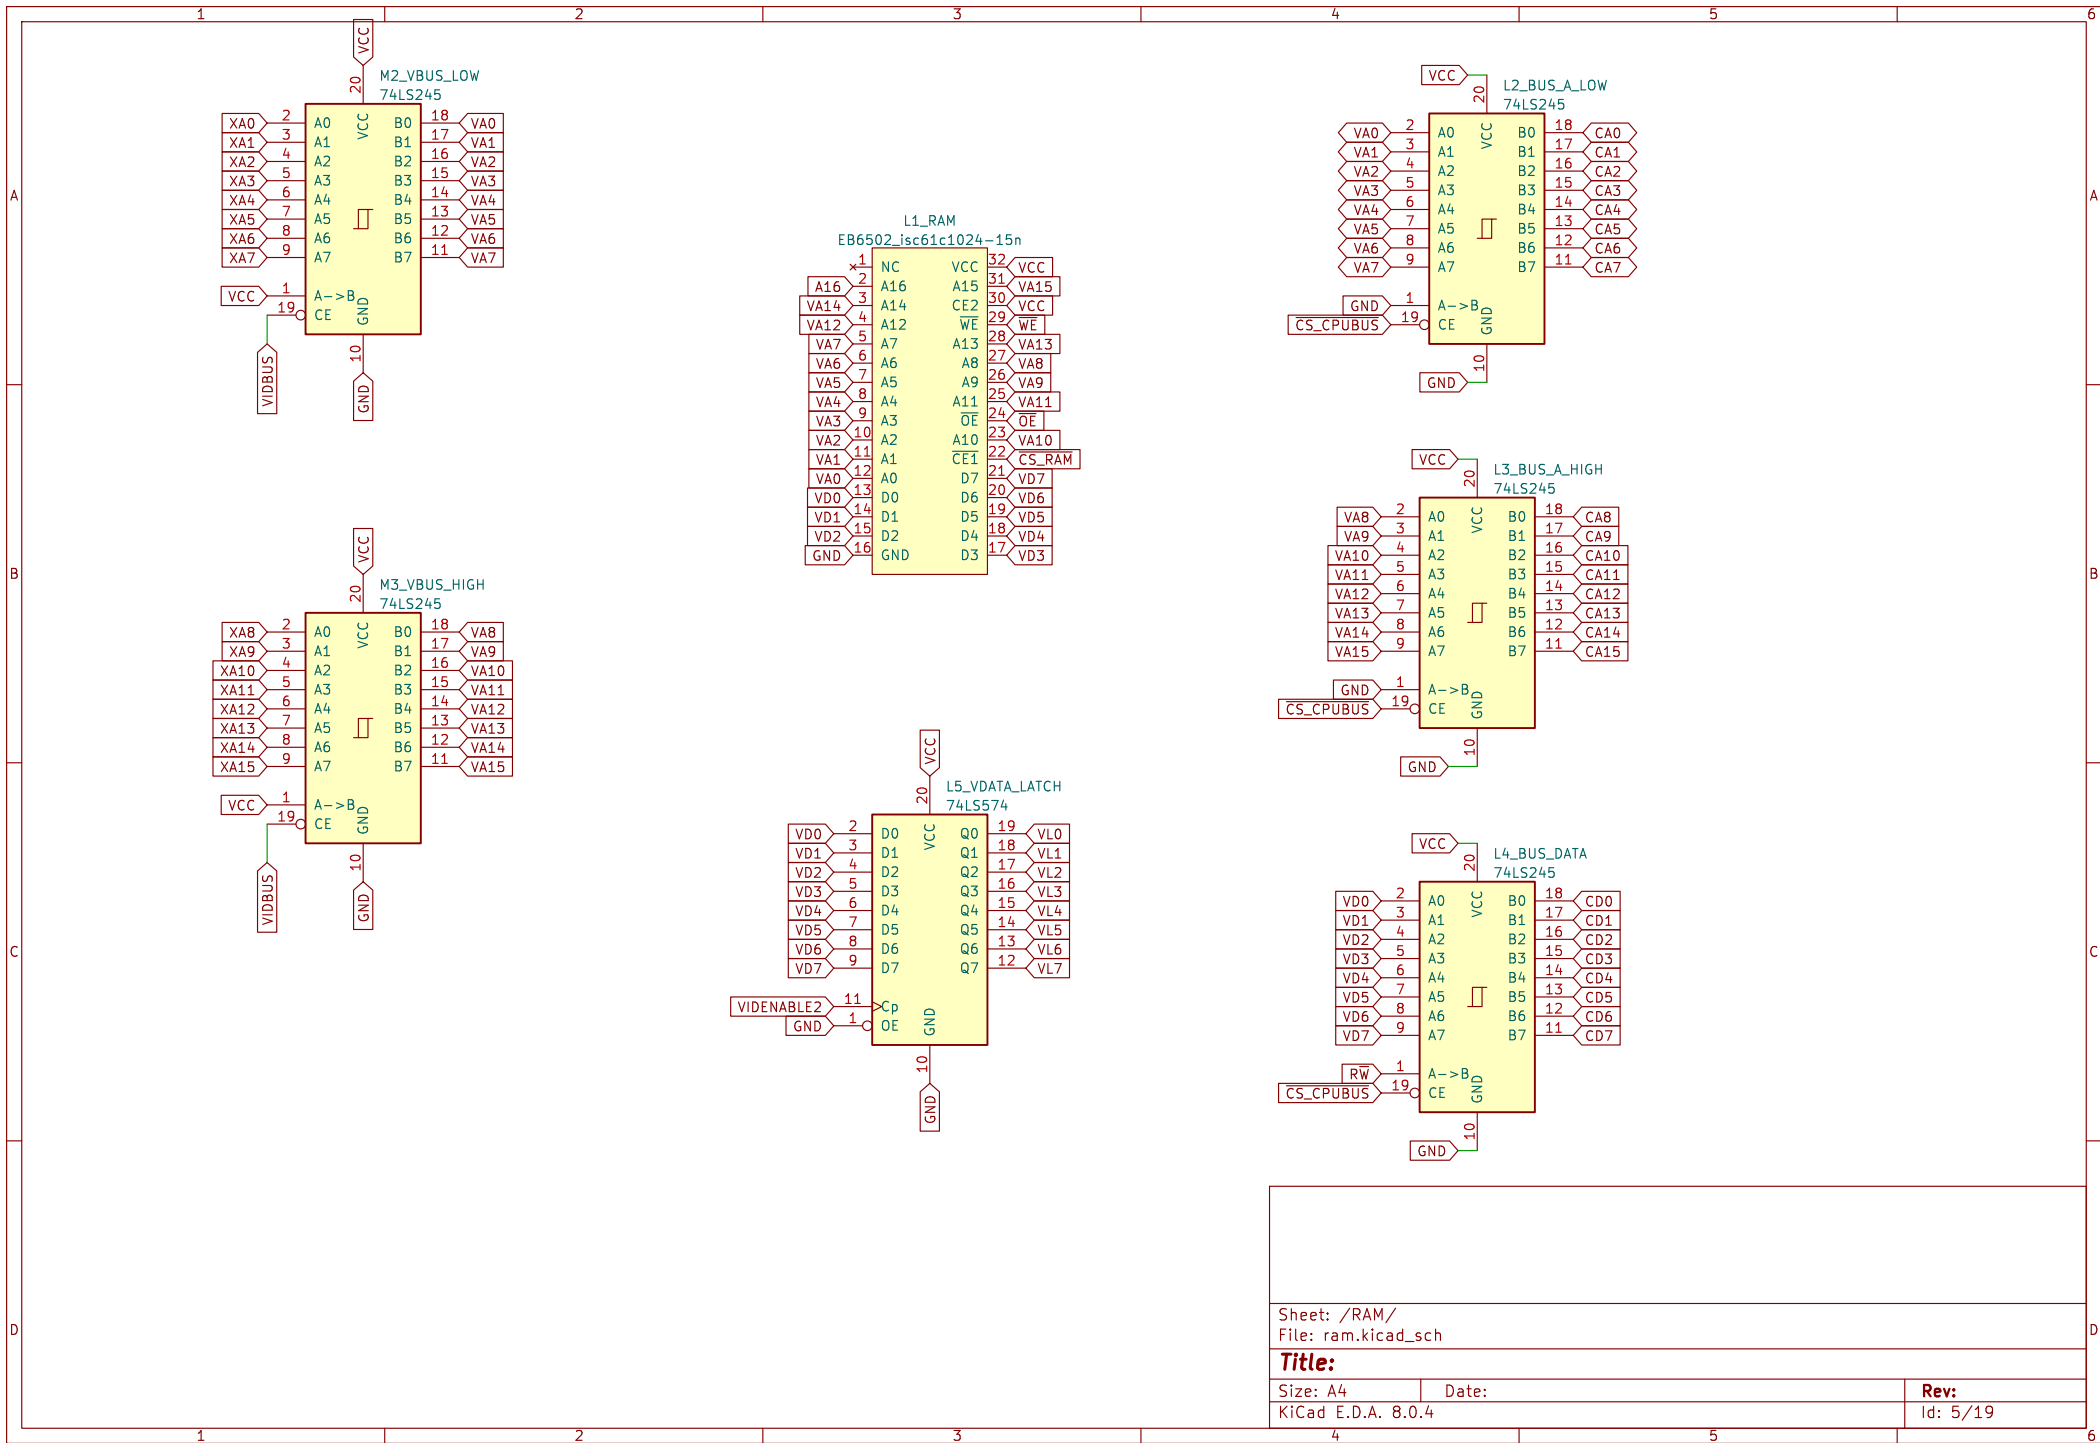 1 2 3 4 5 6
A
B
C
D
VCC
20
M2_VBUS_LOW
74LS245
XA0 2 A0 VCC B0 18 VA0
XA1 3 A1 B1 17 VA1
XA2 4 A2 B2 16 VA2
XA3 5 A3 B3 15 VA3
XA4 6 A4 B4 14 VA4
XA5 7 A5 B5 13 VA5
XA6 8 A6 B6 12 VA6
XA7 9 A7 B7 11 VA7
VCC 1 A->B
19 CE GND
VIDBUS
10
GND
VCC
20
M3_VBUS_HIGH
74LS245
XA8 2 A0 VCC B0 18 VA8
XA9 3 A1 B1 17 VA9
XA10 4 A2 B2 16 VA10
XA11 5 A3 B3 15 VA11
XA12 6 A4 B4 14 VA12
XA13 7 A5 B5 13 VA13
XA14 8 A6 B6 12 VA14
XA15 9 A7 B7 11 VA15
VCC 1 A->B
19 CE GND
VIDBUS
10
GND
L1_RAM
EB6502_isc61c1024-15n
1 NC VCC 32 VCC
A16 2 A16 A15 31 VA15
VA14 3 A14 CE2 30 VCC
VA12 4 A12 WE 29 WE
VA7 5 A7 A13 28 VA13
VA6 6 A6 A8 27 VA8
VA5 7 A5 A9 26 VA9
VA4 8 A4 A11 25 VA11
VA3 9 A3 OE 24 OE
VA2 10 A2 A10 23 VA10
VA1 11 A1 CE1 22 CS_RAM
VA0 12 A0 D7 21 VD7
VD0 13 D0 D6 20 VD6
VD1 14 D1 D5 19 VD5
VD2 15 D2 D4 18 VD4
GND 16 GND D3 17 VD3
VCC
20
L5_VDATA_LATCH
74LS574
VD0 2 D0 VCC Q0 19 VL0
VD1 3 D1 Q1 18 VL1
VD2 4 D2 Q2 17 VL2
VD3 5 D3 Q3 16 VL3
VD4 6 D4 Q4 15 VL4
VD5 7 D5 Q5 14 VL5
VD6 8 D6 Q6 13 VL6
VD7 9 D7 Q7 12 VL7
VIDENABLE2 11 Cp
GND 1 OE GND
10
GND
VCC
20
L2_BUS_A_LOW
74LS245
VA0 2 A0 VCC B0 18 CA0
VA1 3 A1 B1 17 CA1
VA2 4 A2 B2 16 CA2
VA3 5 A3 B3 15 CA3
VA4 6 A4 B4 14 CA4
VA5 7 A5 B5 13 CA5
VA6 8 A6 B6 12 CA6
VA7 9 A7 B7 11 CA7
GND 1 A->B
CS_CPUBUS 19 CE GND
10
GND
VCC
20
L3_BUS_A_HIGH
74LS245
VA8 2 A0 VCC B0 18 CA8
VA9 3 A1 B1 17 CA9
VA10 4 A2 B2 16 CA10
VA11 5 A3 B3 15 CA11
VA12 6 A4 B4 14 CA12
VA13 7 A5 B5 13 CA13
VA14 8 A6 B6 12 CA14
VA15 9 A7 B7 11 CA15
GND 1 A->B
CS_CPUBUS 19 CE GND
10
GND
VCC
20
L4_BUS_DATA
74LS245
VD0 2 A0 VCC B0 18 CD0
VD1 3 A1 B1 17 CD1
VD2 4 A2 B2 16 CD2
VD3 5 A3 B3 15 CD3
VD4 6 A4 B4 14 CD4
VD5 7 A5 B5 13 CD5
VD6 8 A6 B6 12 CD6
VD7 9 A7 B7 11 CD7
RW 1 A->B
CS_CPUBUS 19 CE GND
10
GND
A
B
C
D
Sheet: /RAM/
File: ram.kicad_sch
Title:
Size: A4 Date: Rev:
KiCad E.D.A. 8.0.4 Id: 5/19
1 2 3 4 5 6